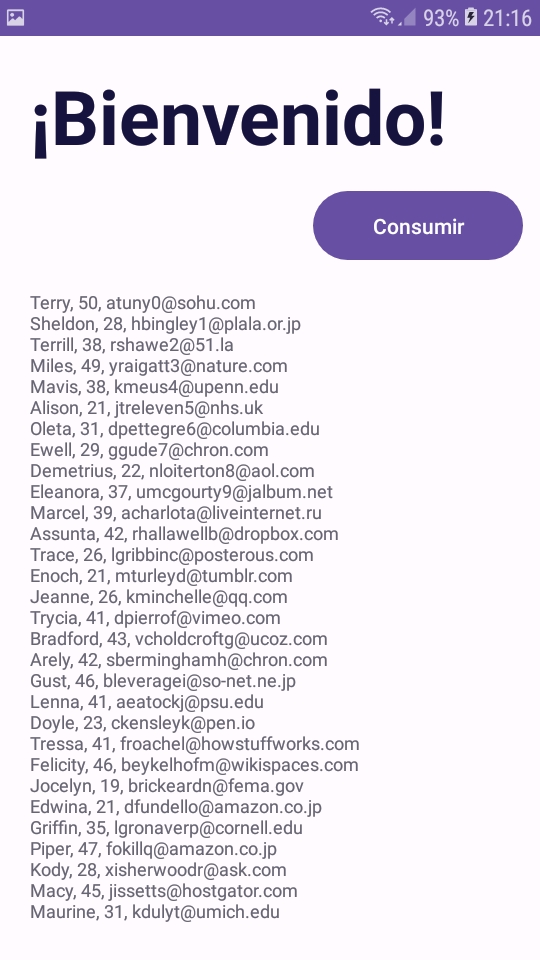 93% 21:16
¡Bienvenido!
Consumir
Terry, 50, atuny0@sohu.com
Sheldon, 28, hbingley1@plala.or.jp
Terrill, 38, rshawe2@51.la
Miles, 49, yraigatt3@nature.com
Mavis, 38, kmeus4@upenn.edu
Alison, 21, jtreleven5@nhs.uk
Oleta, 31, dpettegre6@columbia.edu
Ewell, 29, ggude7@chron.com
Demetrius, 22, nloiterton8@aol.com
Eleanora, 37, umcgourty9@jalbum.net
Marcel, 39, acharlota@liveinternet.ru
Assunta, 42, rhallawellb@dropbox.com
Trace, 26, lgribbinc@posterous.com
Enoch, 21, mturleyd@tumblr.com
Jeanne, 26, kminchelle@qq.com
Trycia, 41, dpierrof@vimeo.com
Bradford, 43, vcholdcroftg@ucoz.com
Arely, 42, sberminghamh@chron.com
Gust, 46, bleveragei@so-net.ne.jp
Lenna, 41, aeatockj@psu.edu
Doyle, 23, ckensleyk@pen.io
Tressa, 41, froachel@howstuffworks.com
Felicity, 46, beykelhofm@wikispaces.com
Jocelyn, 19, brickeardn@fema.gov
Edwina, 21, dfundello@amazon.co.jp
Griffin, 35, lgronaverp@cornell.edu
Piper, 47, fokillq@amazon.co.jp
Kody, 28, xisherwoodr@ask.com
Macy, 45, jissetts@hostgator.com
Maurine, 31, kdulyt@umich.edu